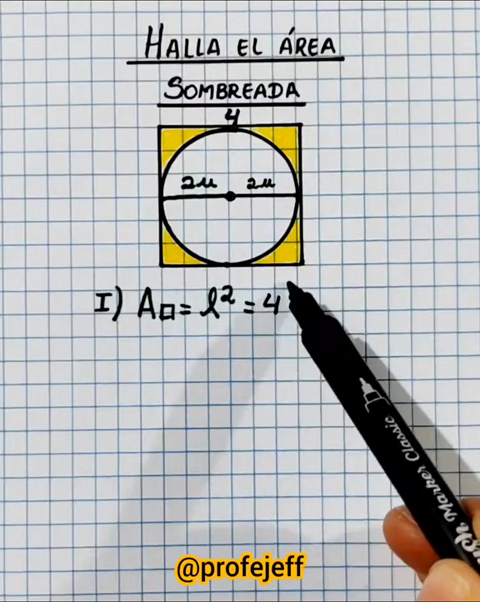 HALLA EL ÁREA
SOMBREADA
4
2u 2u
I) A□ = l² = 4
Marker Classic
@profejeff